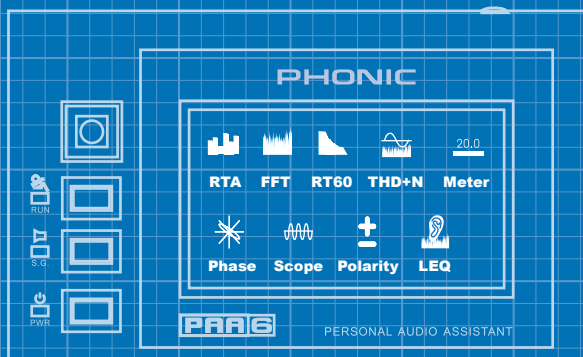 PHONIC
20.0
RTA FFT RT60 THD+N Meter
Phase Scope Polarity LEQ
RUN
S.G.
PWR
PAA6
PERSONAL AUDIO ASSISTANT